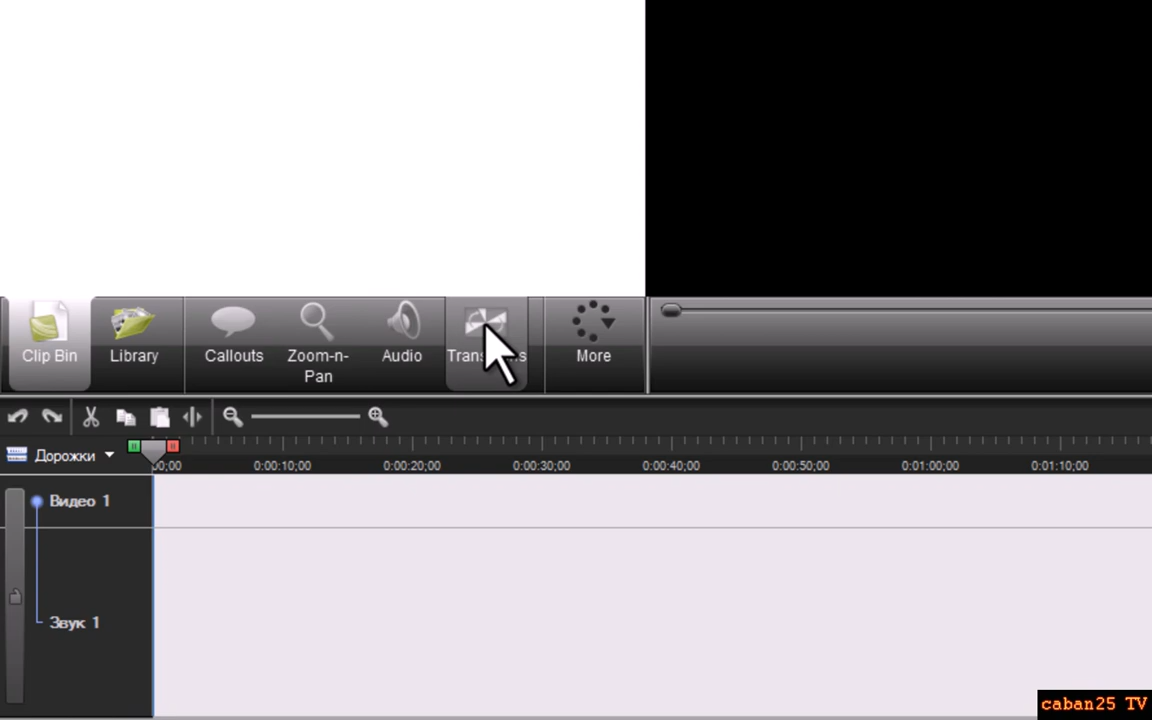 Clip Bin
Library
Callouts
Zoom-n-
Pan
Audio
More
Дорожки
0:00:10;00 0:00:20;00 0:00:30;00 0:00:40;00 0:00:50;00 0:01:00;00 0:01:10;00
Видео 1
Звук 1
caban25 TV